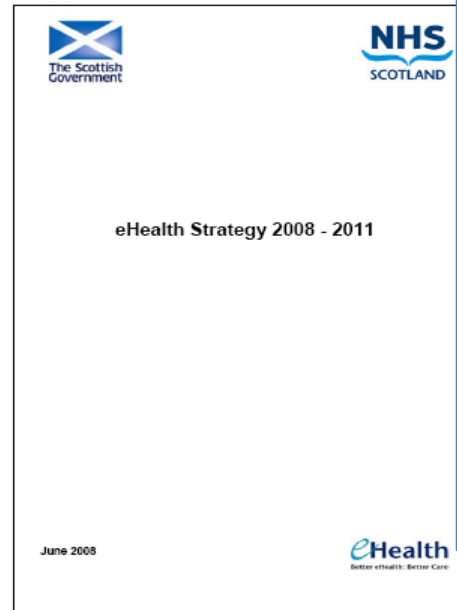 The Scottish
Government
NHS
SCOTLAND
eHealth Strategy 2008 - 2011
June 2008
eHealth
Better eHealth: Better Care